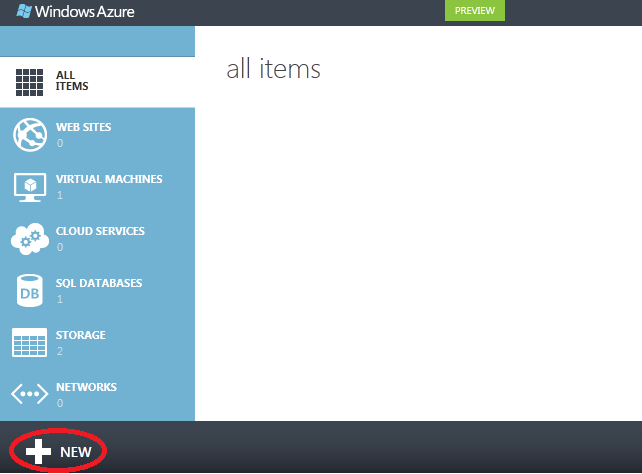 Windows Azure
PREVIEW
ALL
ITEMS
all items
WEB SITES
0
VIRTUAL MACHINES
1
CLOUD SERVICES
0
SQL DATABASES
1
DB
STORAGE
2
NETWORKS
0
NEW